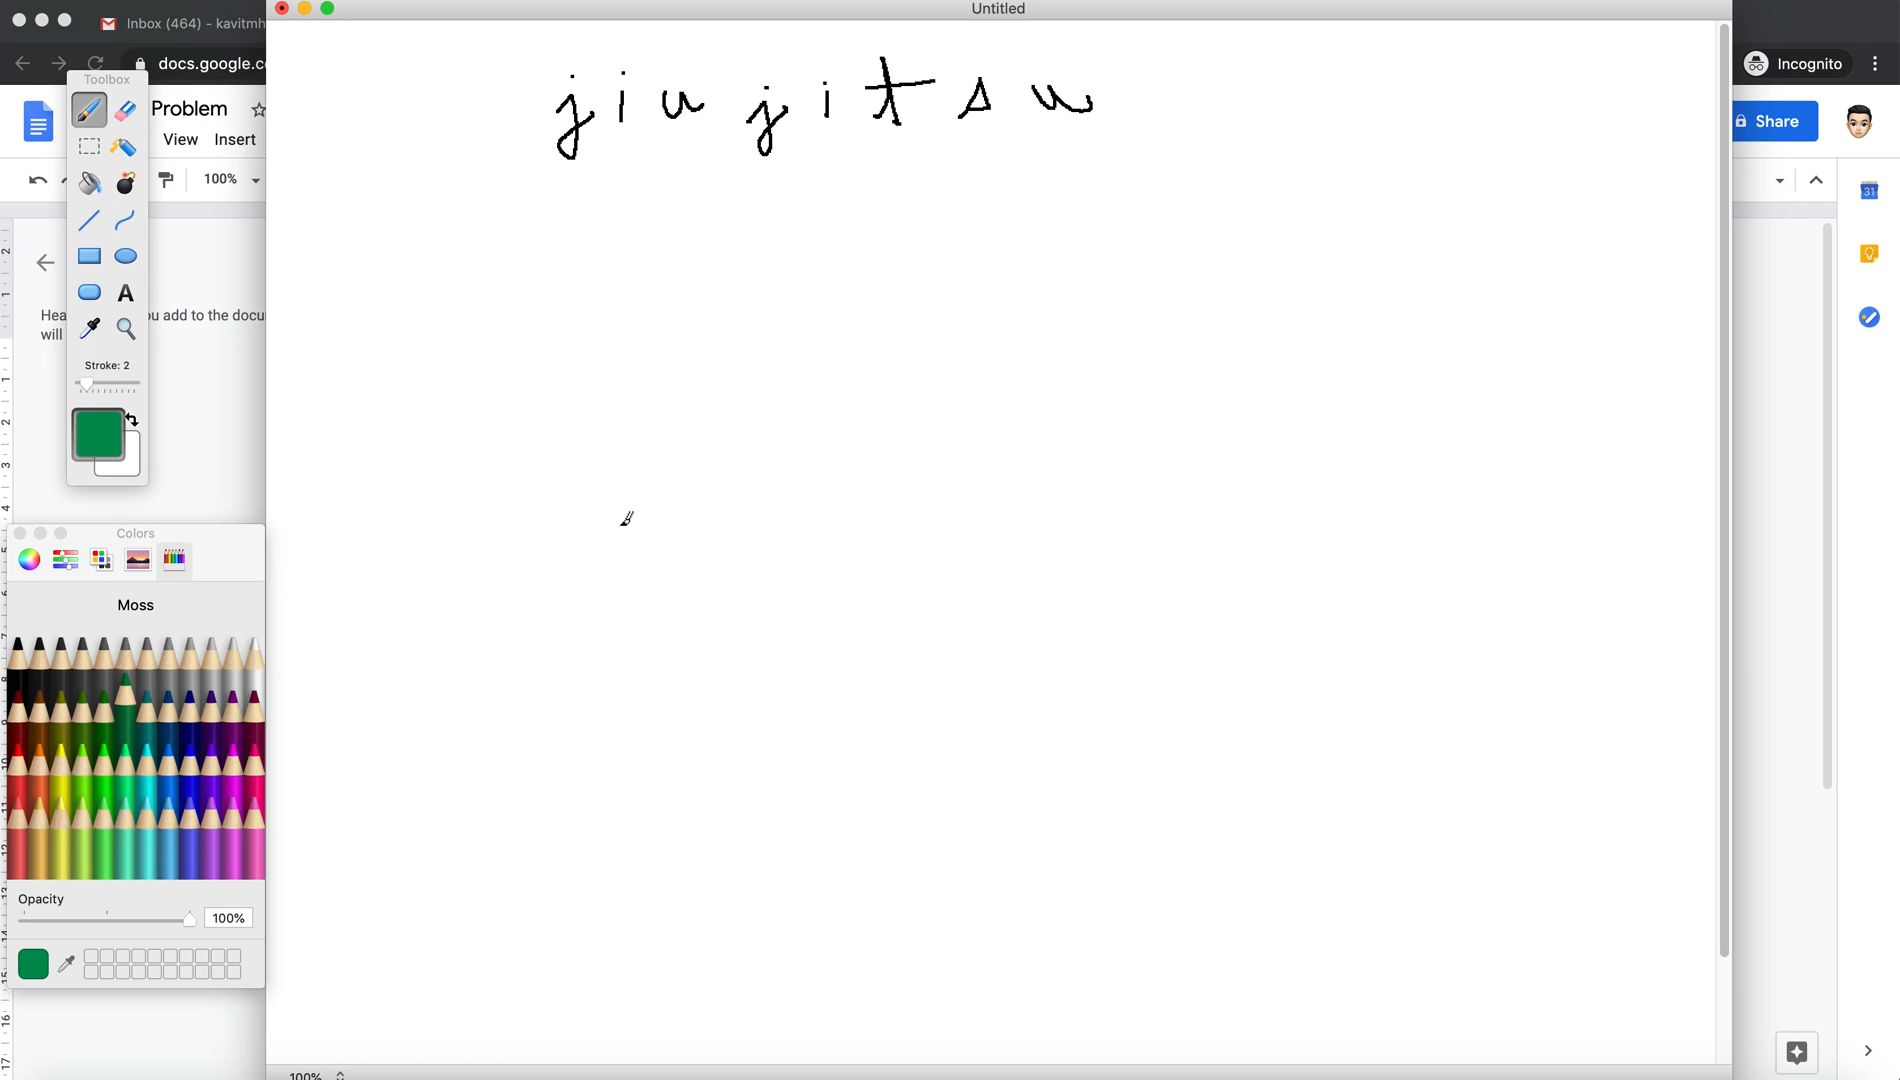 Inbox (464) - kavitmh
Untitled
docs.google.c
Incognito
Toolbox
j i u j i t s u
Problem
Share
View Insert
100%
31
A
Hea
u add to the docu
will
Stroke: 2
Colors
Moss
Opacity
100%
100%